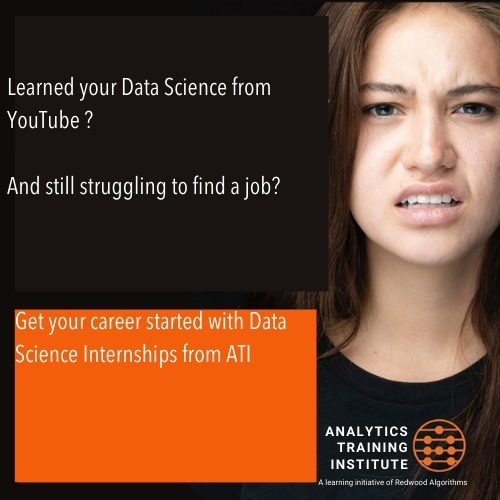 Learned your Data Science from
YouTube ?
And still struggling to find a job?
Get your career started with Data
Science Internships from ATI
ANALYTICS
TRAINING
INSTITUTE
A learning initiative of Redwood Algorithms